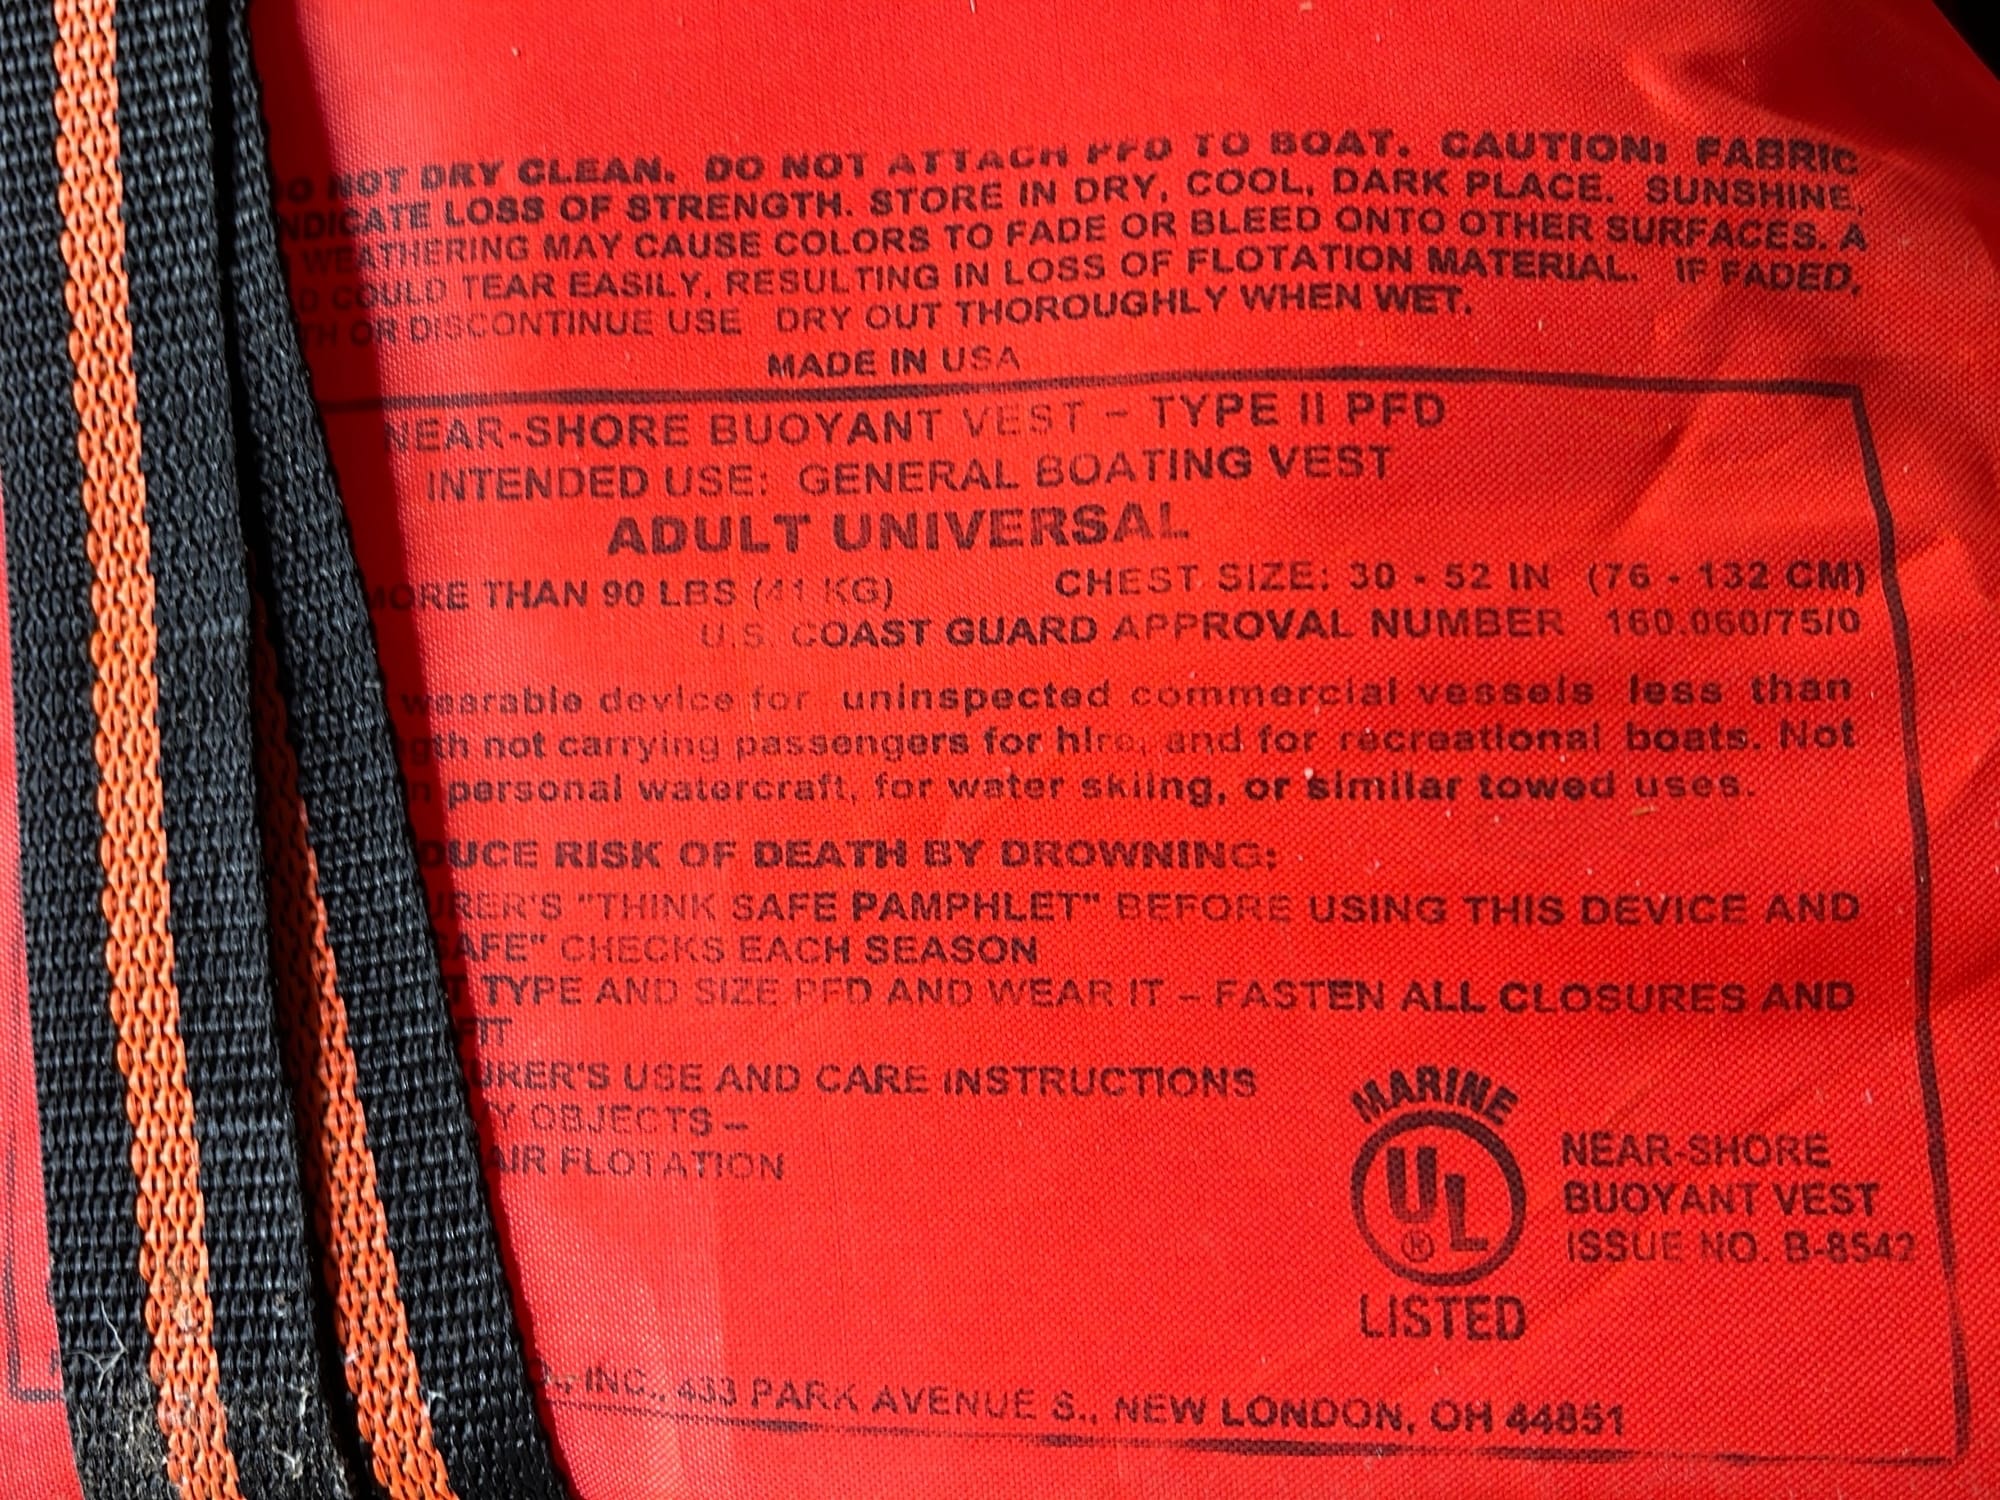 NOT DRY CLEAN. DO NOT ATTACH PFD TO BOAT. CAUTION: FABRIC
NDICATE LOSS OF STRENGTH. STORE IN DRY, COOL, DARK PLACE. SUNSHINE,
WEATHERING MAY CAUSE COLORS TO FADE OR BLEED ONTO OTHER SURFACES. A
COULD TEAR EASILY, RESULTING IN LOSS OF FLOTATION MATERIAL. IF FADED,
TH OR DISCONTINUE USE DRY OUT THOROUGHLY WHEN WET.
MADE IN USA
NEAR-SHORE BUOYANT VEST – TYPE II PFD
INTENDED USE: GENERAL BOATING VEST
ADULT UNIVERSAL
MORE THAN 90 LBS (41 KG) CHEST SIZE: 30 - 52 IN (76 - 132 CM)
U.S. COAST GUARD APPROVAL NUMBER 160.060/75/0
wearable device for uninspected commercial vessels less than
gth not carrying passengers for hire, and for recreational boats. Not
n personal watercraft, for water skiing, or similar towed uses.
DUCE RISK OF DEATH BY DROWNING:
URER'S "THINK SAFE PAMPHLET" BEFORE USING THIS DEVICE AND
SAFE" CHECKS EACH SEASON
T TYPE AND SIZE PFD AND WEAR IT – FASTEN ALL CLOSURES AND
FIT
URER'S USE AND CARE INSTRUCTIONS
Y OBJECTS –
AIR FLOTATION
MARINE
UL
®
LISTED
NEAR-SHORE
BUOYANT VEST
ISSUE NO. B-8542
O., INC., 433 PARK AVENUE S., NEW LONDON, OH 44851